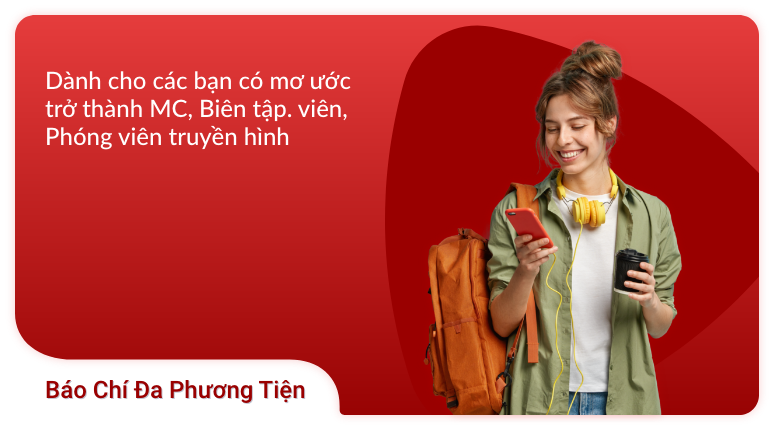 Dành cho các bạn có mơ ước
trở thành MC, Biên tập. viên,
Phóng viên truyền hình
Báo Chí Đa Phương Tiện